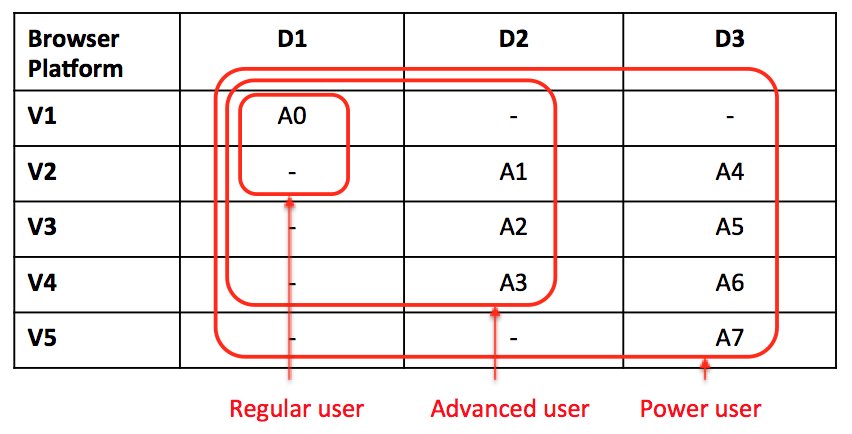 Browser Platform D1 D2 D3
V1 A0 - -
V2 - A1 A4
V3 - A2 A5
V4 - A3 A6
V5 - - A7
Regular user Advanced user Power user